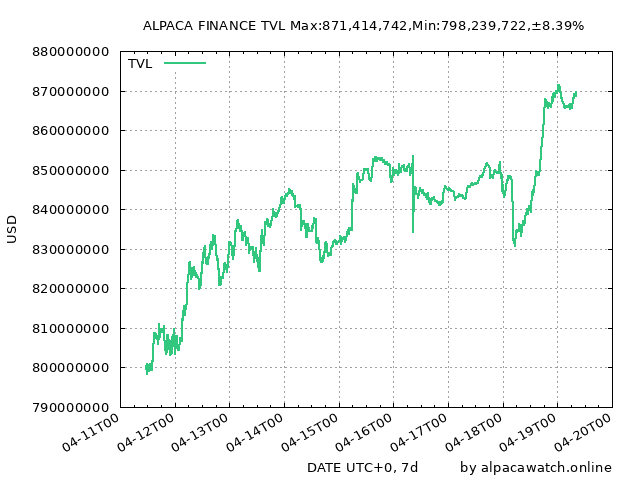 ALPACA FINANCE TVL Max:871,414,742,Min:798,239,722,±8.39%
TVL
880000000
870000000
860000000
850000000
840000000
830000000
820000000
810000000
800000000
790000000
USD
04-11T00
04-12T00
04-13T00
04-14T00
04-15T00
04-16T00
04-17T00
04-18T00
04-19T00
04-20T00
DATE UTC+0, 7d
by alpacawatch.online